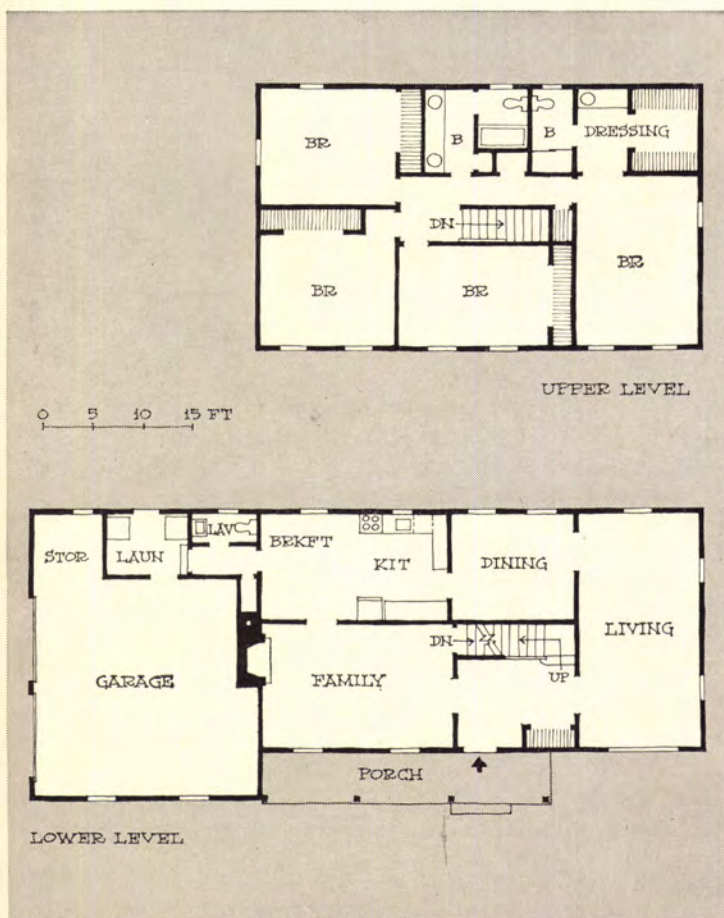 BR
B
B
DRESSING
DN
BR
BR
BR
UPPER LEVEL
0 5 10 15 FT
STOR
LAUN
LAV
BRKFT
KIT
DINING
LIVING
DN
UP
GARAGE
FAMILY
PORCH
LOWER LEVEL